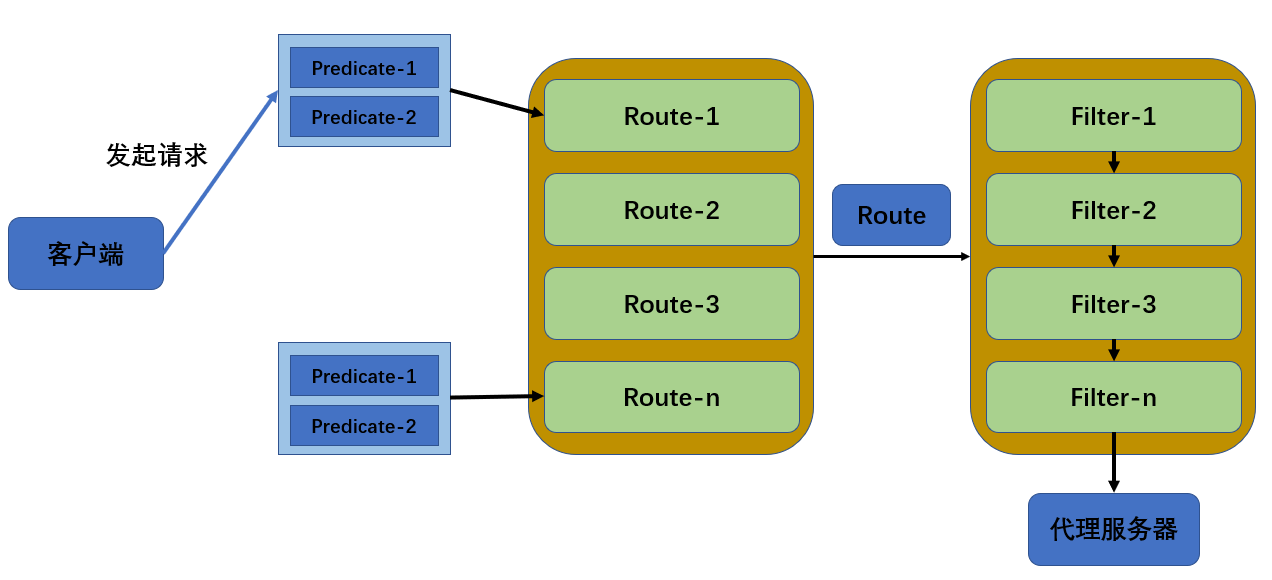 客户端
发起请求
Predicate-1
Predicate-2
Predicate-1
Predicate-2
Route-1
Route-2
Route-3
Route-n
Route
Filter-1
Filter-2
Filter-3
Filter-n
代理服务器